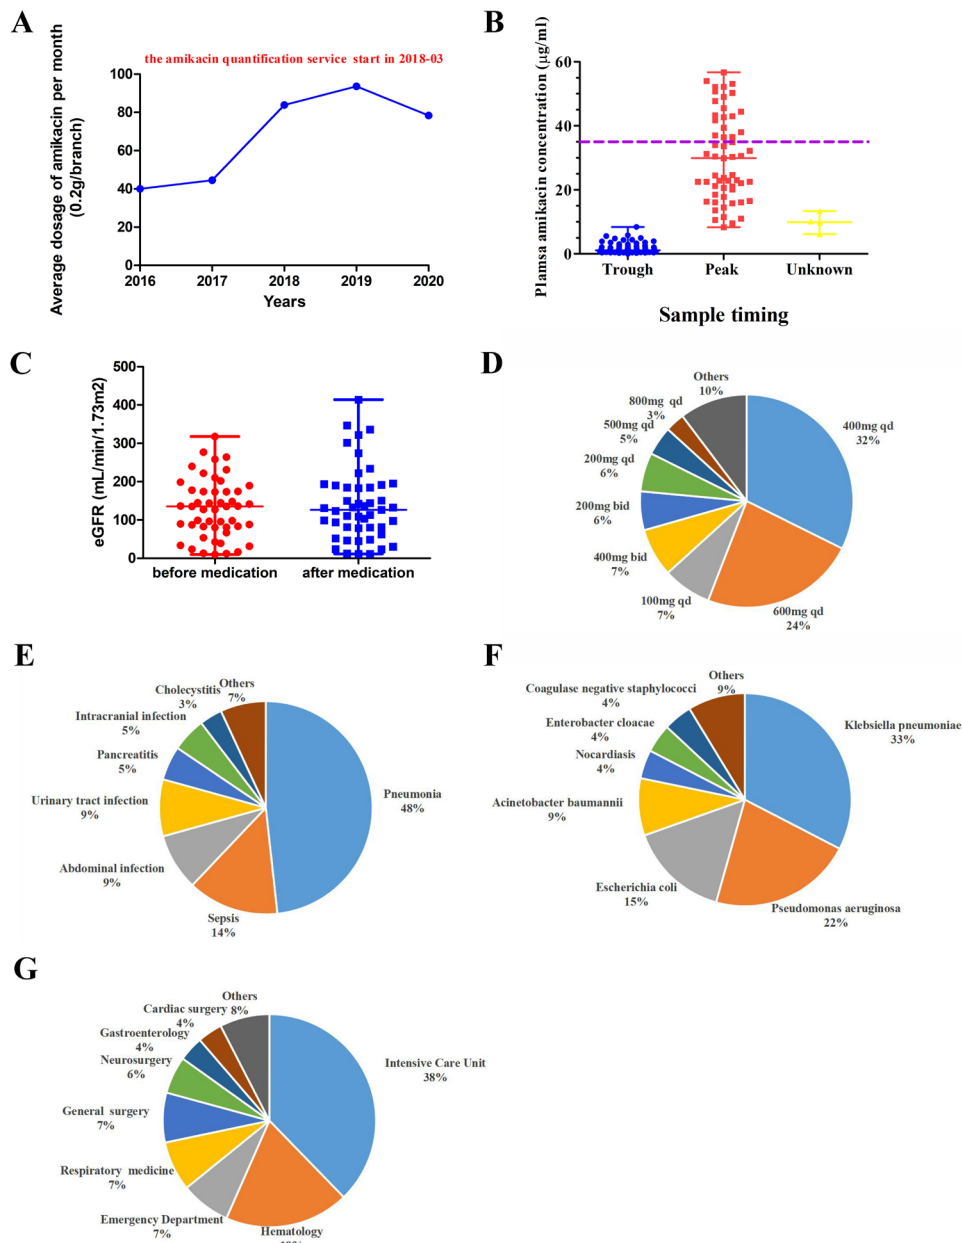 A
the amikacin quantification service start in 2018-03
Average dosage of amikacin per month
(0.2g/branch)
100
80
60
40
20
0
2016
2017
2018
2019
2020
Years
B
Plamsa amikacin concentration (µg/ml)
60
40
20
0
Trough
Peak
Unknown
Sample timing
C
eGFR (mL/min/1.73m2)
500
400
300
200
100
0
before medication
after medication
D
Others
10%
800mg qd
3%
500mg qd
5%
200mg qd
6%
200mg bid
6%
400mg bid
7%
100mg qd
7%
600mg qd
24%
400mg qd
32%
E
Others
7%
Cholecystitis
3%
Intracranial infection
5%
Pancreatitis
5%
Urinary tract infection
9%
Abdominal infection
9%
Sepsis
14%
Pneumonia
48%
F
Others
9%
Coagulase negative staphylococci
4%
Enterobacter cloacae
4%
Nocardiasis
4%
Acinetobacter baumannii
9%
Escherichia coli
15%
Pseudomonas aeruginosa
22%
Klebsiella pneumoniae
33%
G
Others
8%
Cardiac surgery
4%
Gastroenterology
4%
Neurosurgery
6%
General surgery
7%
Respiratory medicine
7%
Emergency Department
7%
Hematology
Intensive Care Unit
38%